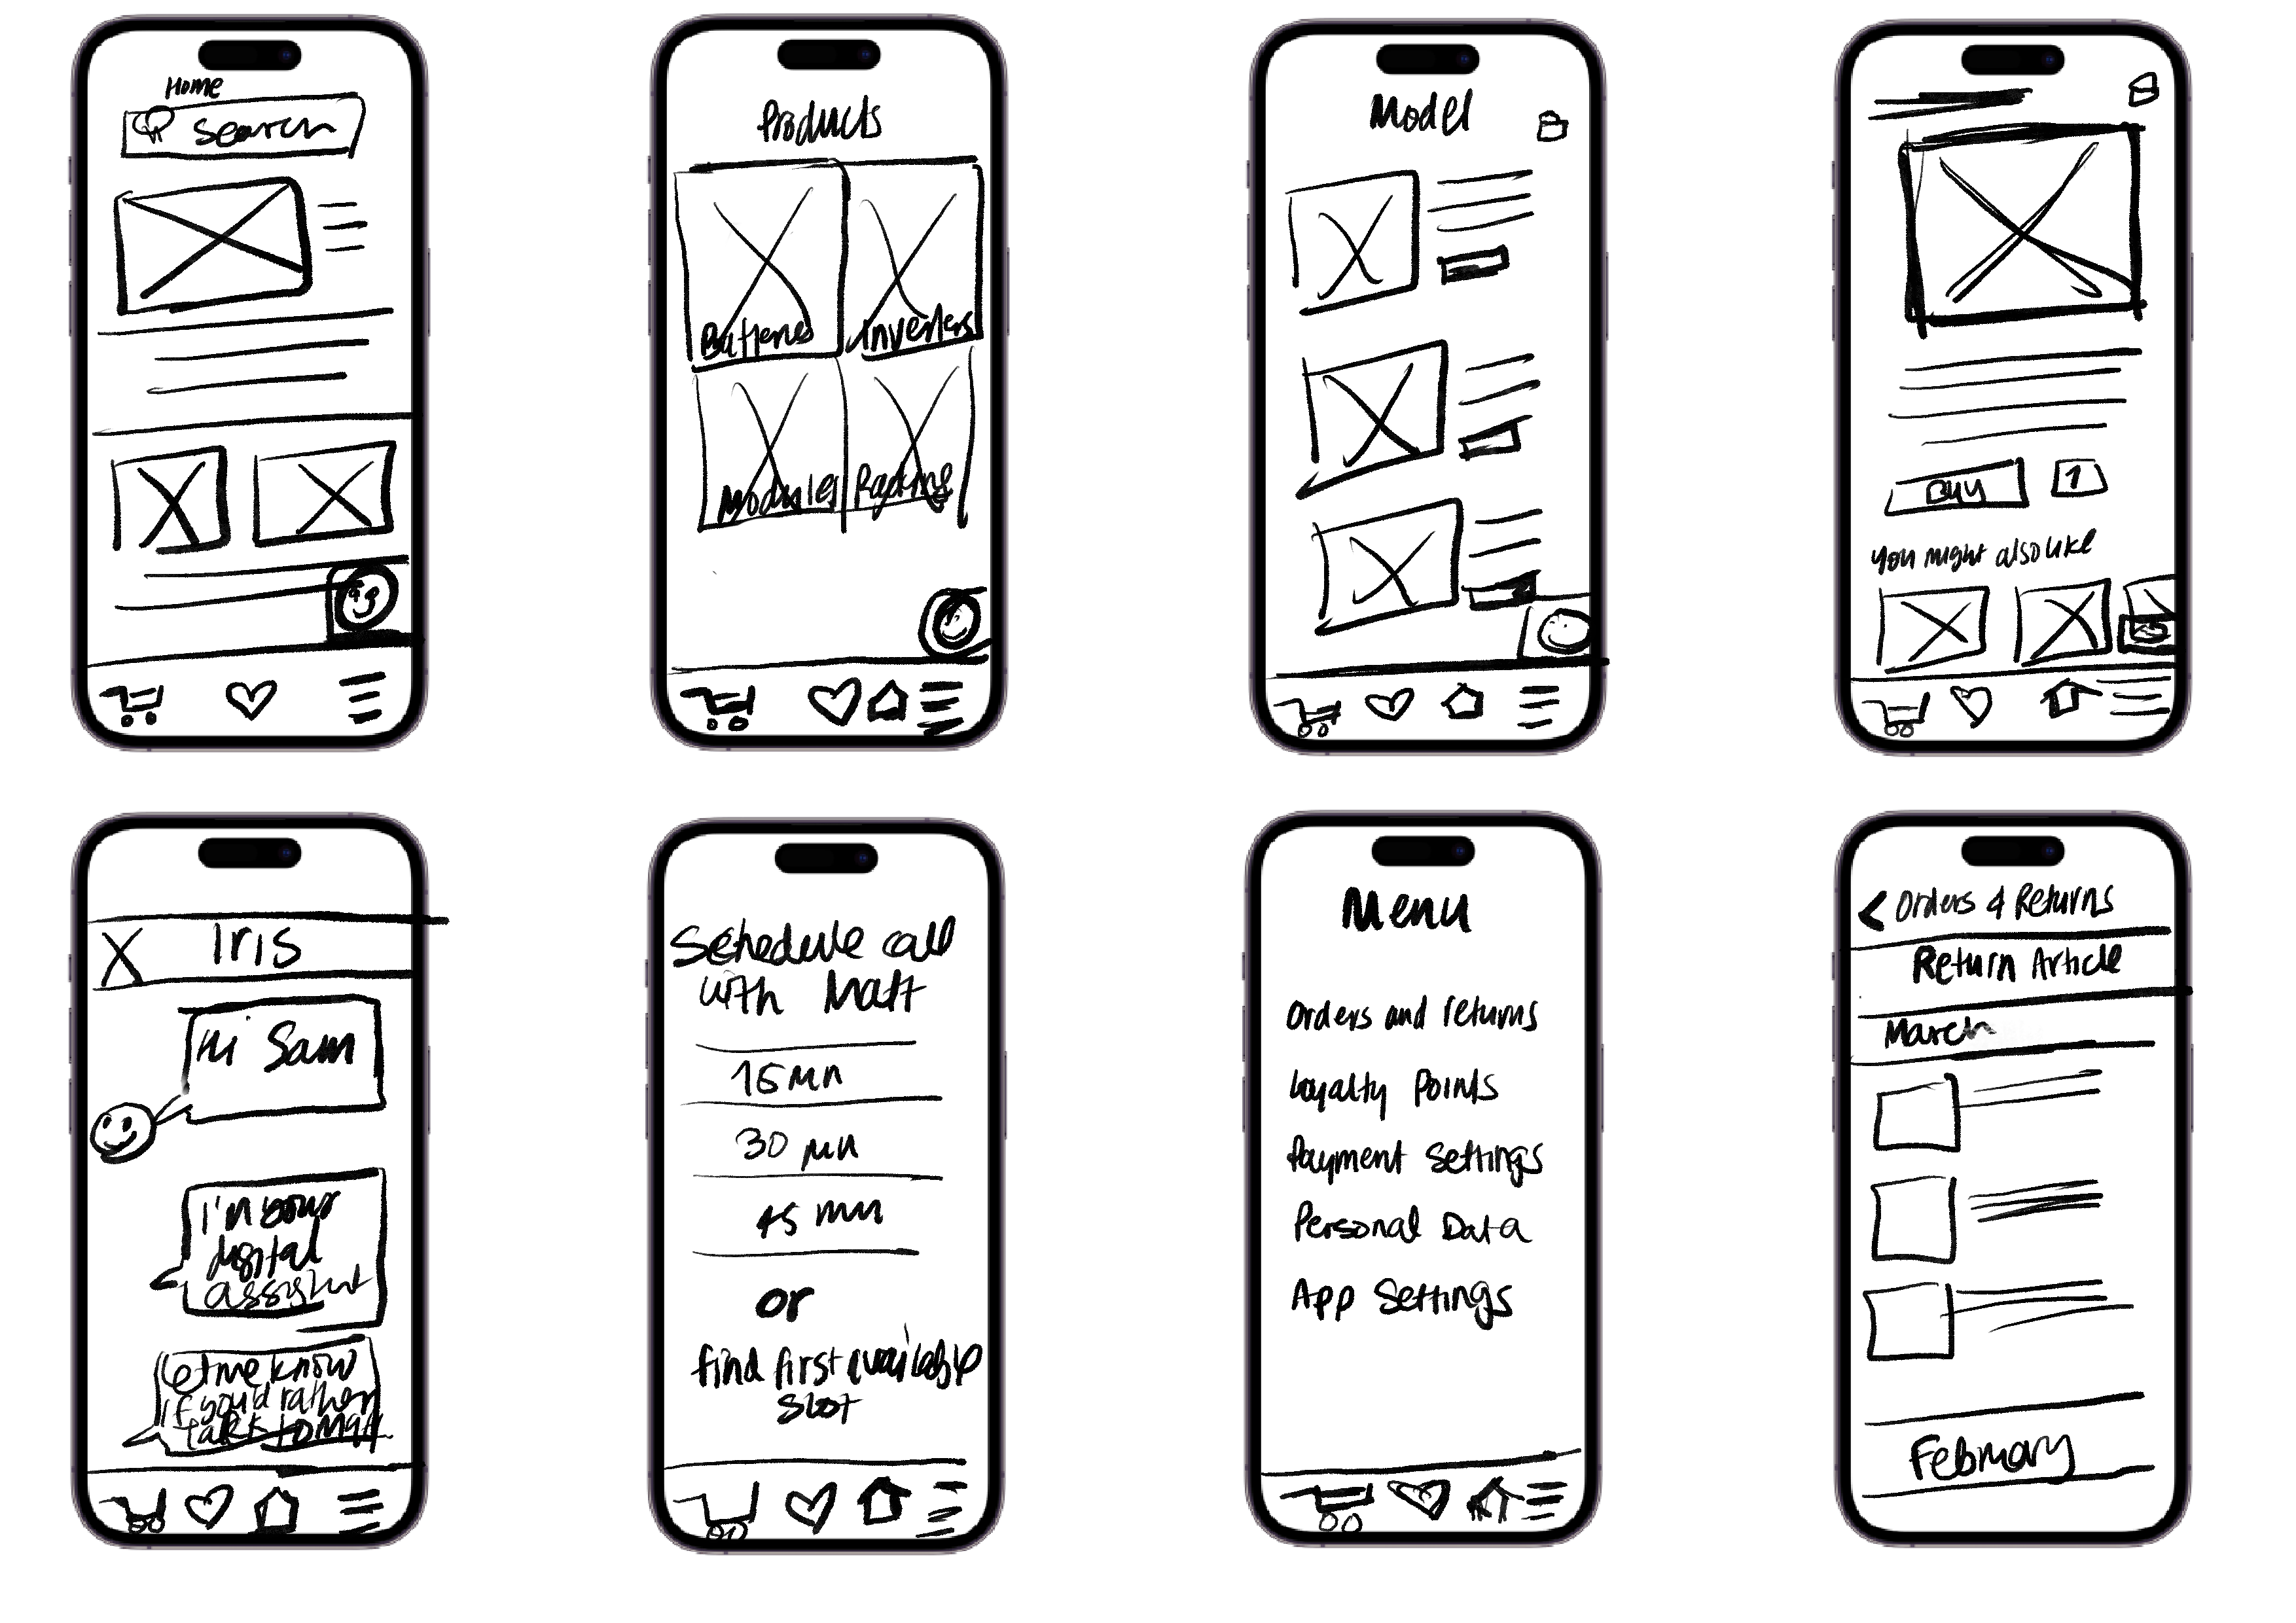 Home
Search
Products
Batteries
Inverters
Modules
Racking
Model
Buy
1
you might also like
Iris
Hi Sam
I'm your
digital
assistant
Let me know
if you'd rather
talk to Matt
Schedule call
with Matt
15 min
30 min
45 min
or
find first available
slot
Menu
Orders and returns
Loyalty Points
Payment Settings
Personal Data
App Settings
Orders & Returns
Return Article
March
February